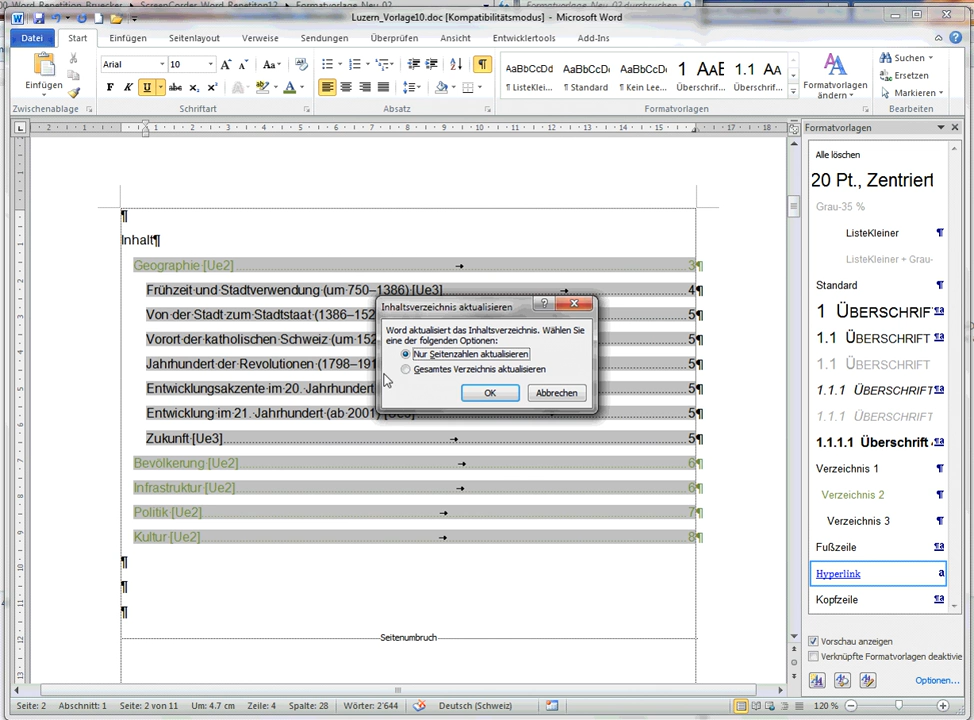 Luzern_Vorlage10.doc [Kompatibilitätsmodus] - Microsoft Word
Datei Start Einfügen Seitenlayout Verweise Sendungen Überprüfen Ansicht Entwicklertools Add-Ins
Einfügen
Arial 10
F K U abc x₂ x²
AaBbCcDd AaBbCcDc AaBbCcDc 1 AAE 1.1 AA
¶ ListeKlei... ¶ Standard ¶ Kein Lee... Überschrif... Überschrif...
Formatvorlagen ändern
Suchen
Ersetzen
Markieren
Zwischenablage Schriftart Absatz Formatvorlagen Bearbeiten
Inhalt¶
Geographie [Ue2] 3¶
Frühzeit und Stadtverwendung (um 750–1386) [Ue3] 4¶
Von der Stadt zum Stadtstaat (1386–152 5¶
Vorort der katholischen Schweiz (um 152 5¶
Jahrhundert der Revolutionen (1798–191 5¶
Entwicklungsakzente im 20. Jahrhundert 5¶
Entwicklung im 21. Jahrhundert (ab 2001) [Ue3] 5¶
Zukunft [Ue3] 5¶
Bevölkerung [Ue2] 6¶
Infrastruktur [Ue2] 6¶
Politik [Ue2] 7¶
Kultur [Ue2] 8¶
Seitenumbruch
Inhaltsverzeichnis aktualisieren
Word aktualisiert das Inhaltsverzeichnis. Wählen Sie
eine der folgenden Optionen:
Nur Seitenzahlen aktualisieren
Gesamtes Verzeichnis aktualisieren
OK Abbrechen
Formatvorlagen
Alle löschen
20 Pt., Zentriert
Grau-35 %
ListeKleiner
ListeKleiner + Grau-
Standard
1 ÜBERSCHRIF
1.1 ÜBERSCHRIFT
1.1.1 ÜBERSCHRIFT
1.1.1 ÜBERSCHRIFT
1.1.1.1 Überschrift
Verzeichnis 1
Verzeichnis 2
Verzeichnis 3
Fußzeile
Hyperlink
Kopfzeile
Vorschau anzeigen
Verknüpfte Formatvorlagen deaktivie
Optionen...
Seite: 2 Abschnitt: 1 Seite: 2 von 11 Um: 4.7 cm Zeile: 4 Spalte: 28 Wörter: 2'644 Deutsch (Schweiz) 120 %